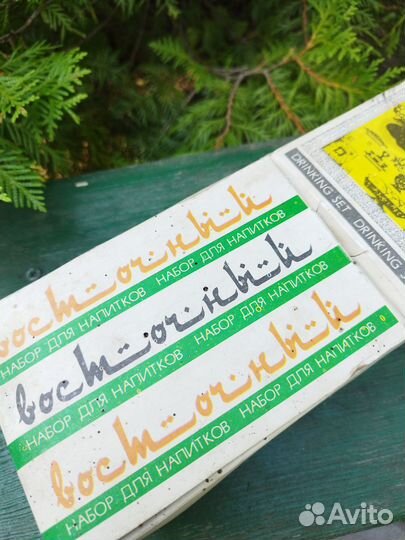 восточный
НАБОР ДЛЯ НАПИТКОВ НАБОР ДЛЯ НАПИТКОВ
восточный
НАБОР ДЛЯ НАПИТКОВ НАБОР ДЛЯ НАПИТКОВ
восточный
НАБОР ДЛЯ НАПИТКОВ НАБОР ДЛЯ НАПИТКОВ
DRINKING SET DRINKING
Avito